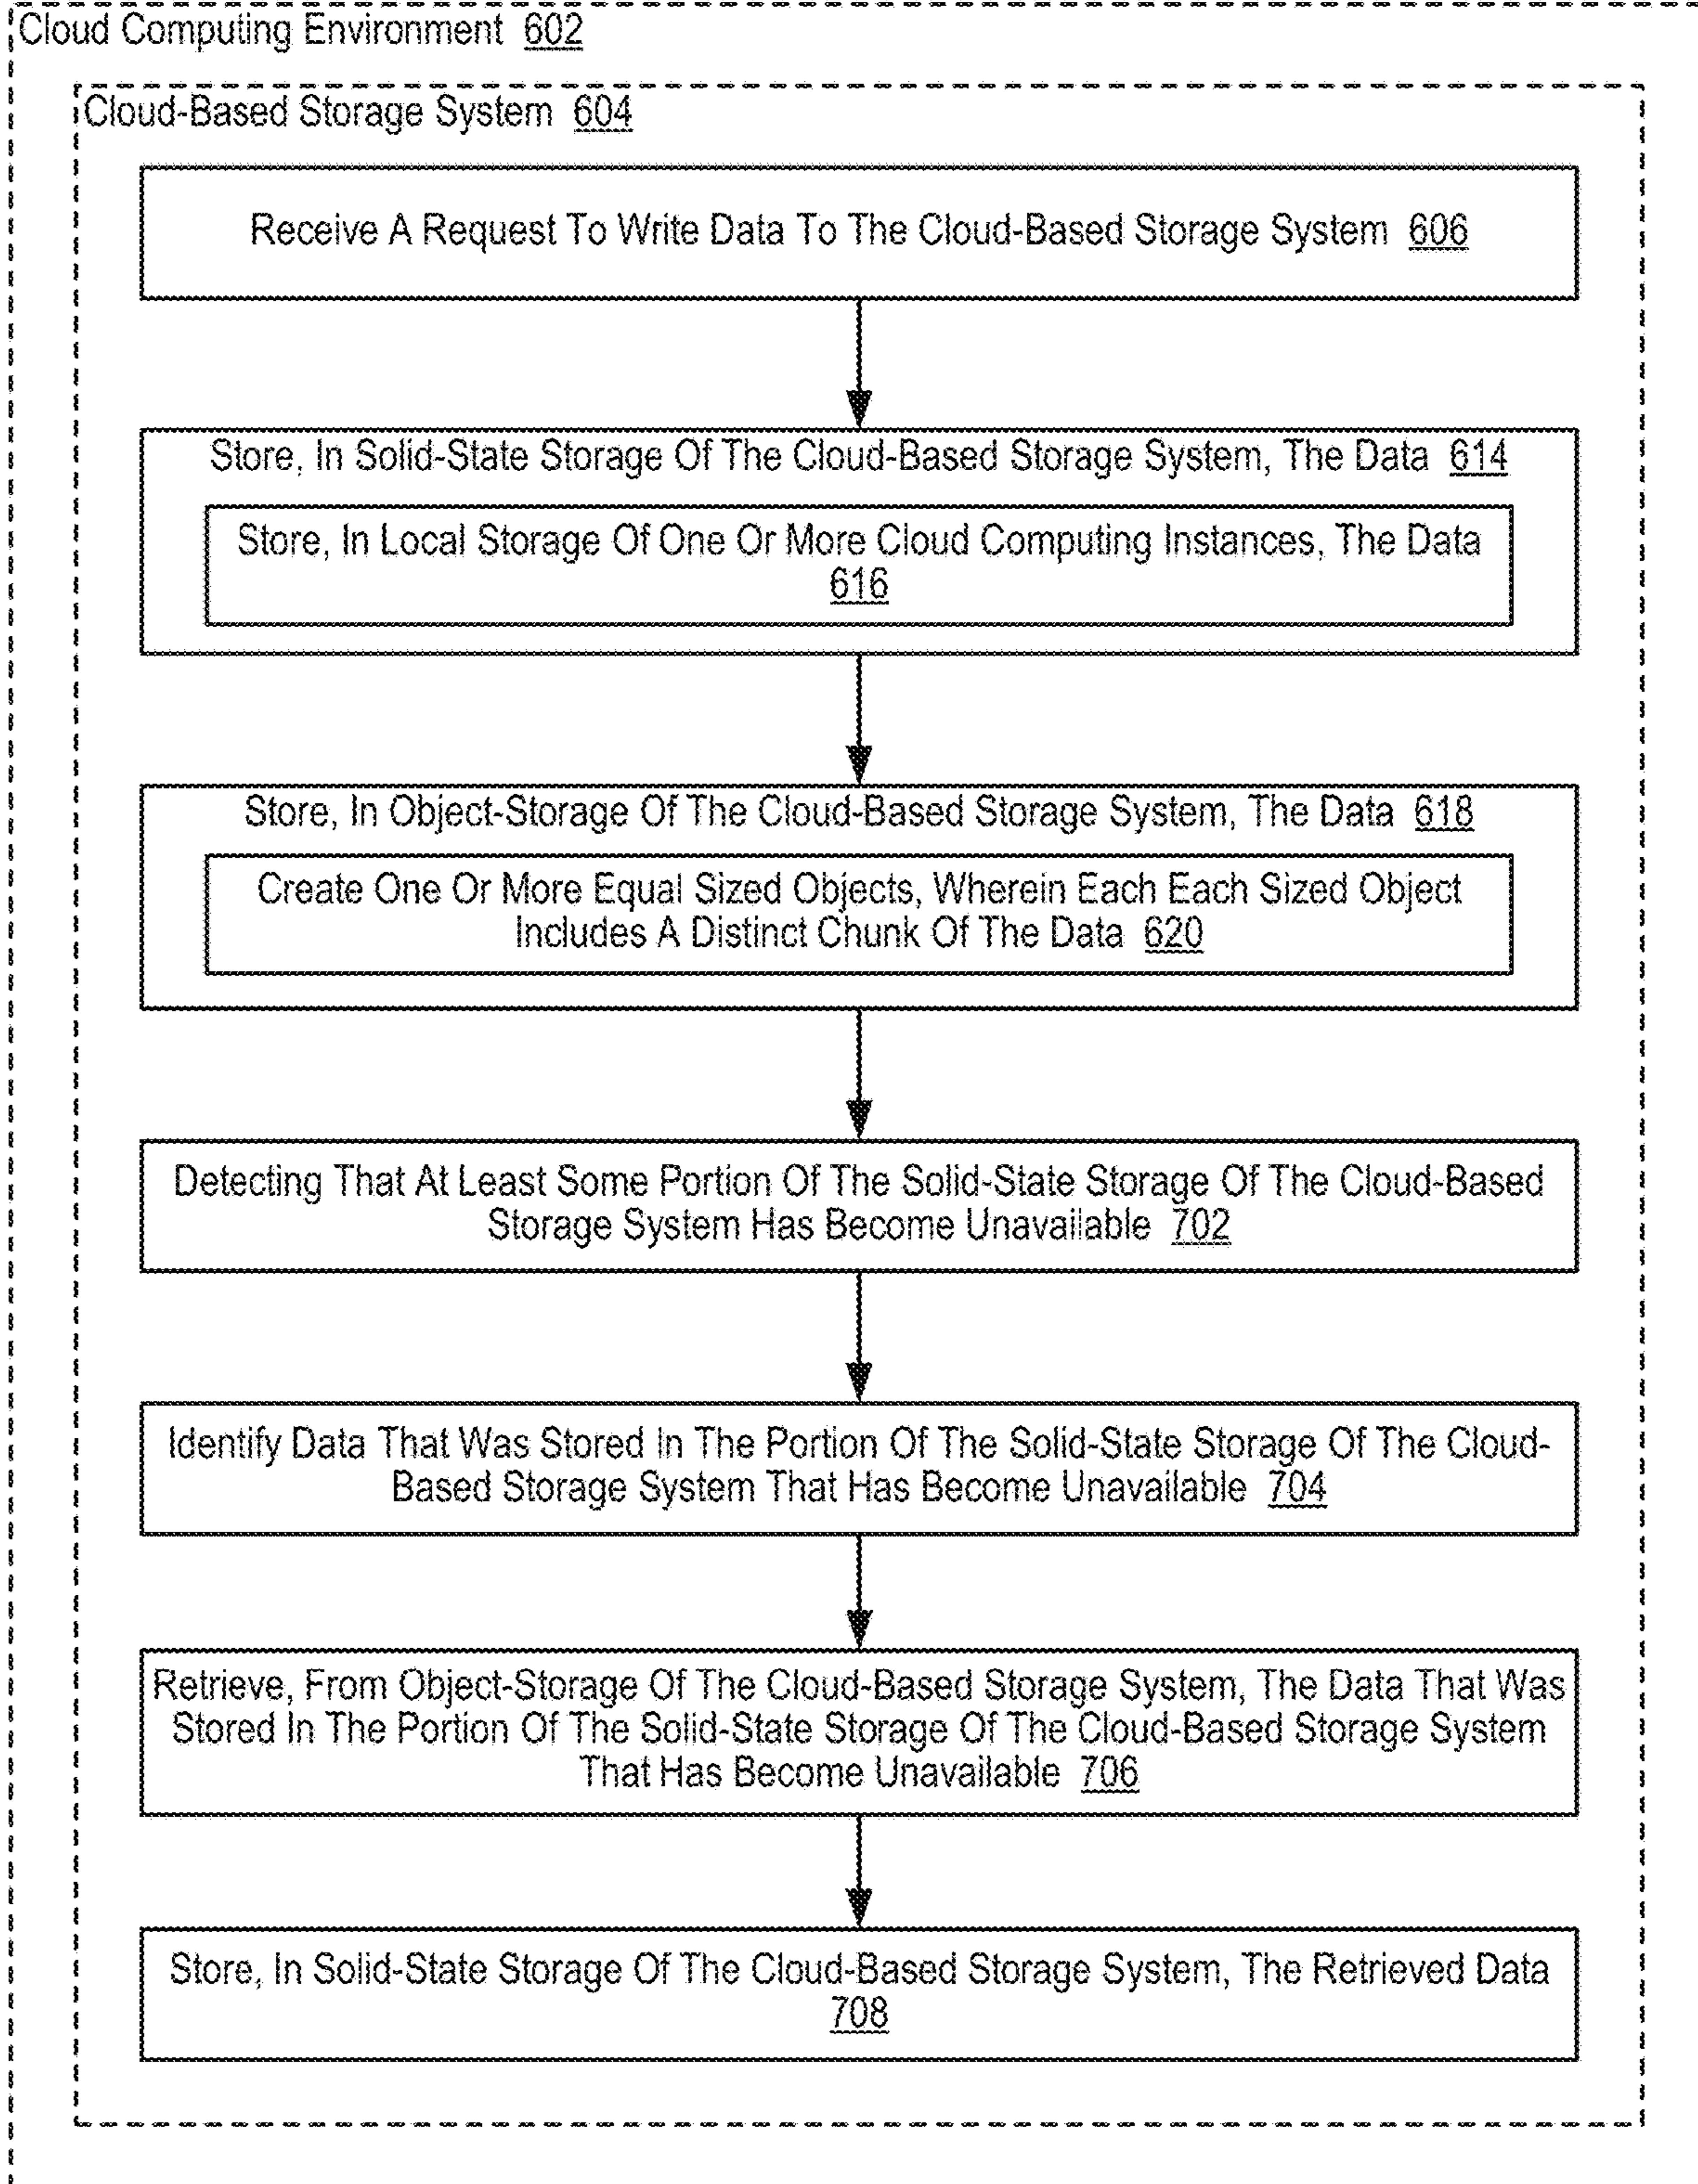 Cloud Computing Environment 602
Cloud-Based Storage System 604
Receive A Request To Write Data To The Cloud-Based Storage System 606
Store, In Solid-State Storage Of The Cloud-Based Storage System, The Data 614
Store, In Local Storage Of One Or More Cloud Computing Instances, The Data
616
Store, In Object-Storage Of The Cloud-Based Storage System, The Data 618
Create One Or More Equal Sized Objects, Wherein Each Each Sized Object
Includes A Distinct Chunk Of The Data 620
Detecting That At Least Some Portion Of The Solid-State Storage Of The Cloud-Based
Storage System Has Become Unavailable 702
Identify Data That Was Stored In The Portion Of The Solid-State Storage Of The Cloud-
Based Storage System That Has Become Unavailable 704
Retrieve, From Object-Storage Of The Cloud-Based Storage System, The Data That Was
Stored In The Portion Of The Solid-State Storage Of The Cloud-Based Storage System
That Has Become Unavailable 706
Store, In Solid-State Storage Of The Cloud-Based Storage System, The Retrieved Data
708